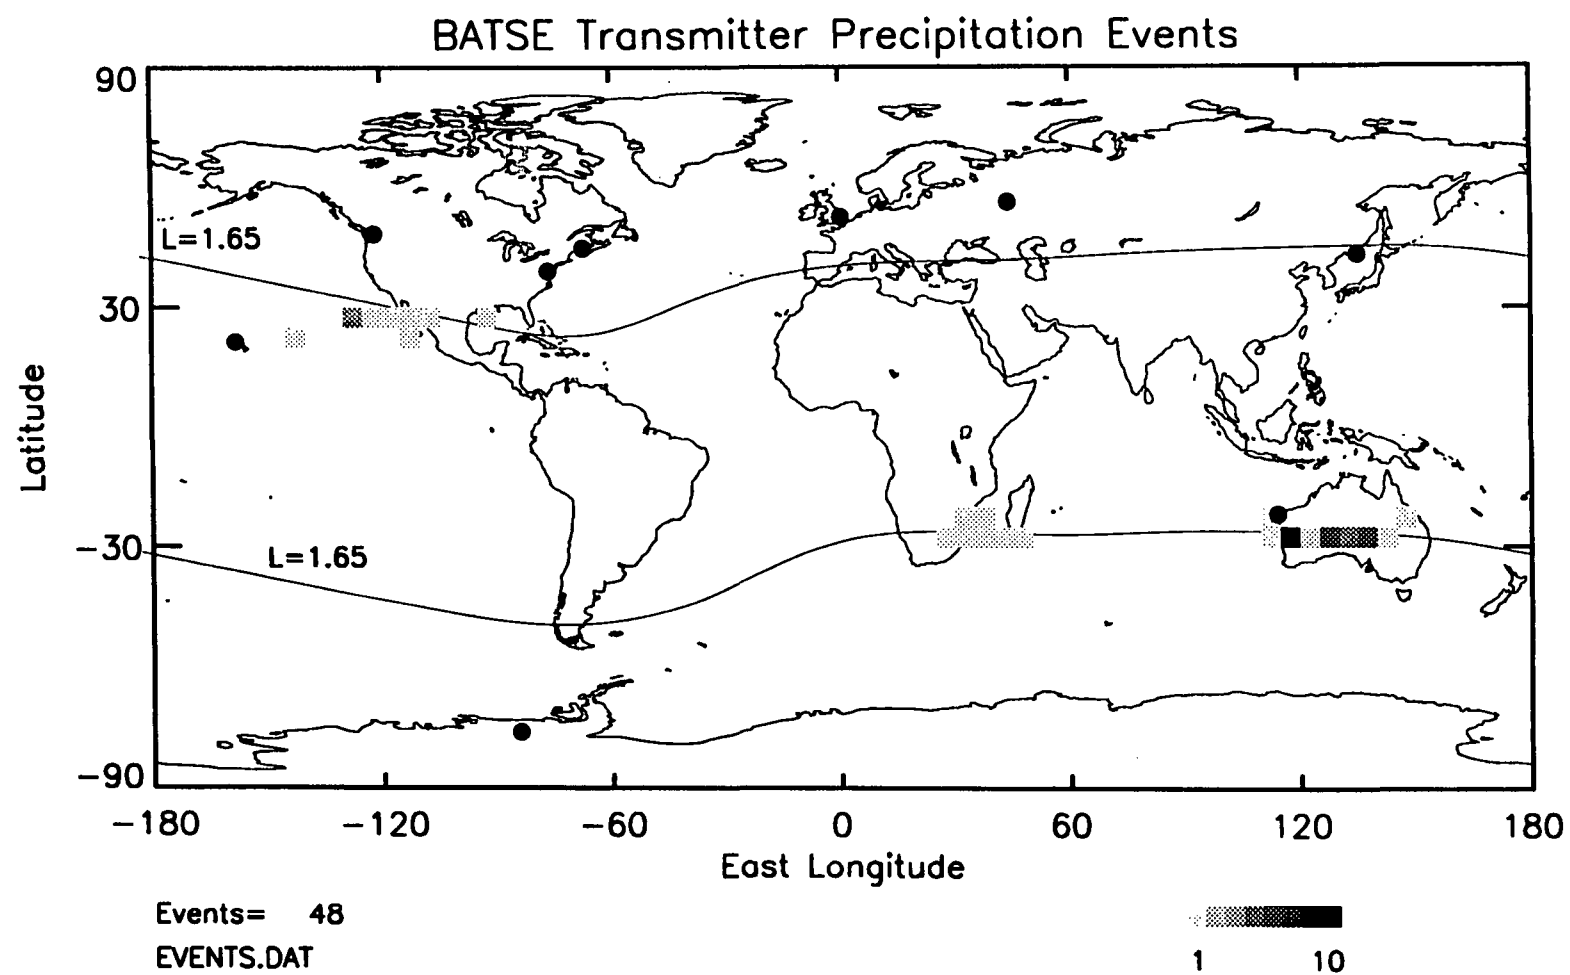 BATSE Transmitter Precipitation Events
90
L=1.65
30
Latitude
-30
L=1.65
-90
-180 -120 -60 0 60 120 180
East Longitude
Events= 48
EVENTS.DAT
1 10